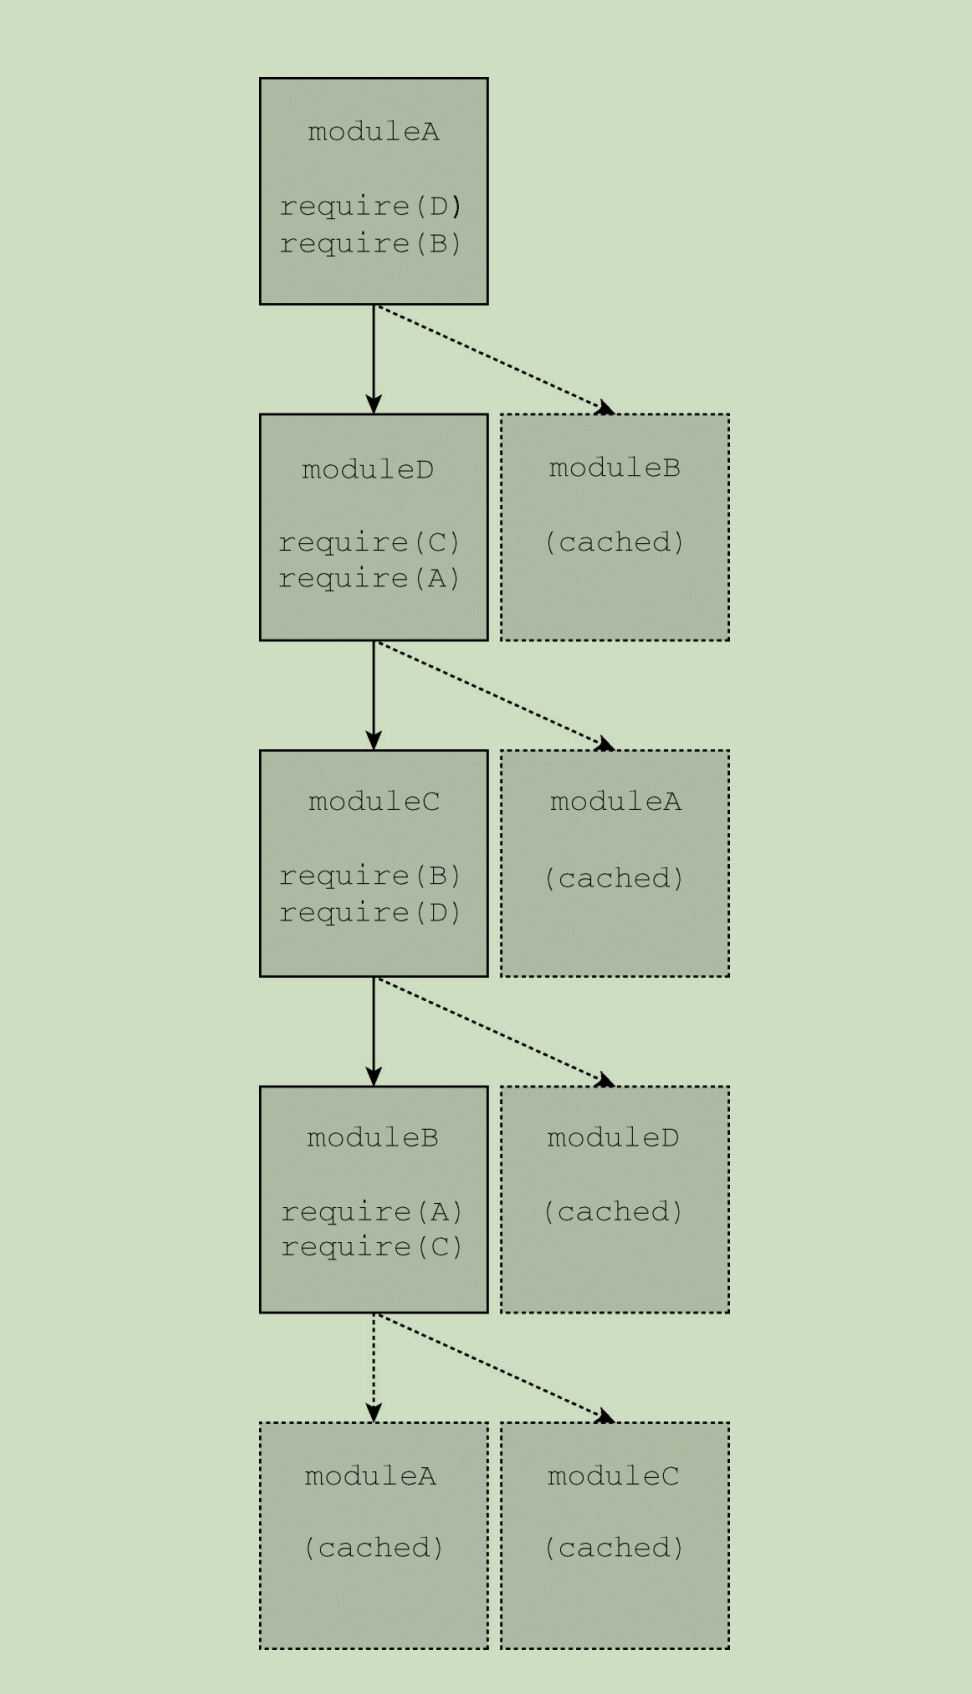 moduleA
require(D)
require(B)
moduleD
require(C)
require(A)
moduleB
(cached)
moduleC
require(B)
require(D)
moduleA
(cached)
moduleB
require(A)
require(C)
moduleD
(cached)
moduleA
(cached)
moduleC
(cached)